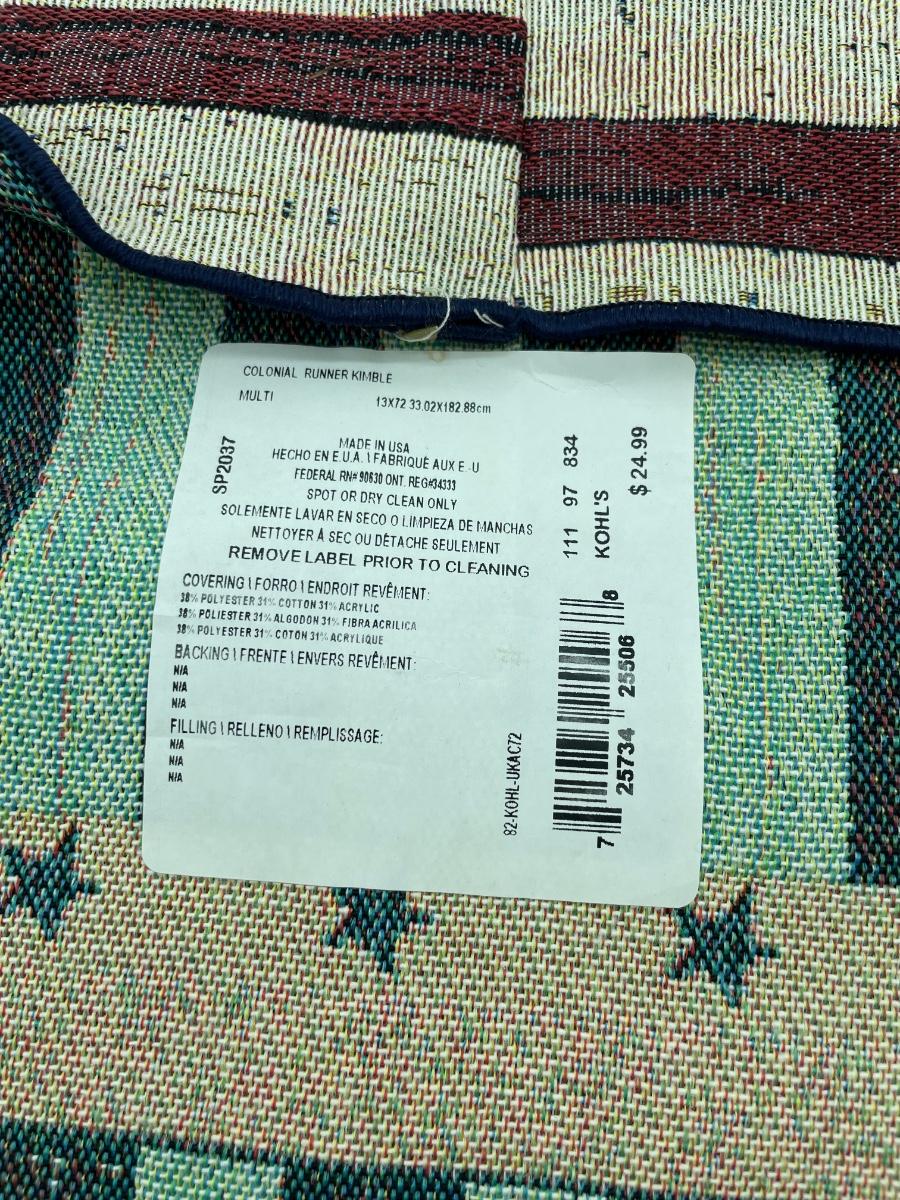 COLONIAL RUNNER KIMBLE
MULTI
13X72 33.02X182.88cm
SP2037
MADE IN USA
HECHO EN E.U.A. \ FABRIQUÉ AUX E.-U
FEDERAL RN# 90630 ONT. REG#34333
SPOT OR DRY CLEAN ONLY
SOLEMENTE LAVAR EN SECO O LIMPIEZA DE MANCHAS
NETTOYER À SEC OU DÉTACHE SEULEMENT
REMOVE LABEL PRIOR TO CLEANING
COVERING \ FORRO \ ENDROIT REVÊMENT:
38% POLYESTER 31% COTTON 31% ACRYLIC
38% POLIESTER 31% ALGODON 31% FIBRA ACRILICA
38% POLYESTER 31% COTON 31% ACRYLIQUE
BACKING \ FRENTE \ ENVERS REVÊMENT:
N/A
N/A
N/A
FILLING \ RELLENO \ REMPLISSAGE:
N/A
N/A
N/A
82-KOHL-UKAC72
111 97 834
KOHL'S
$ 24.99
7 25734 25506 8